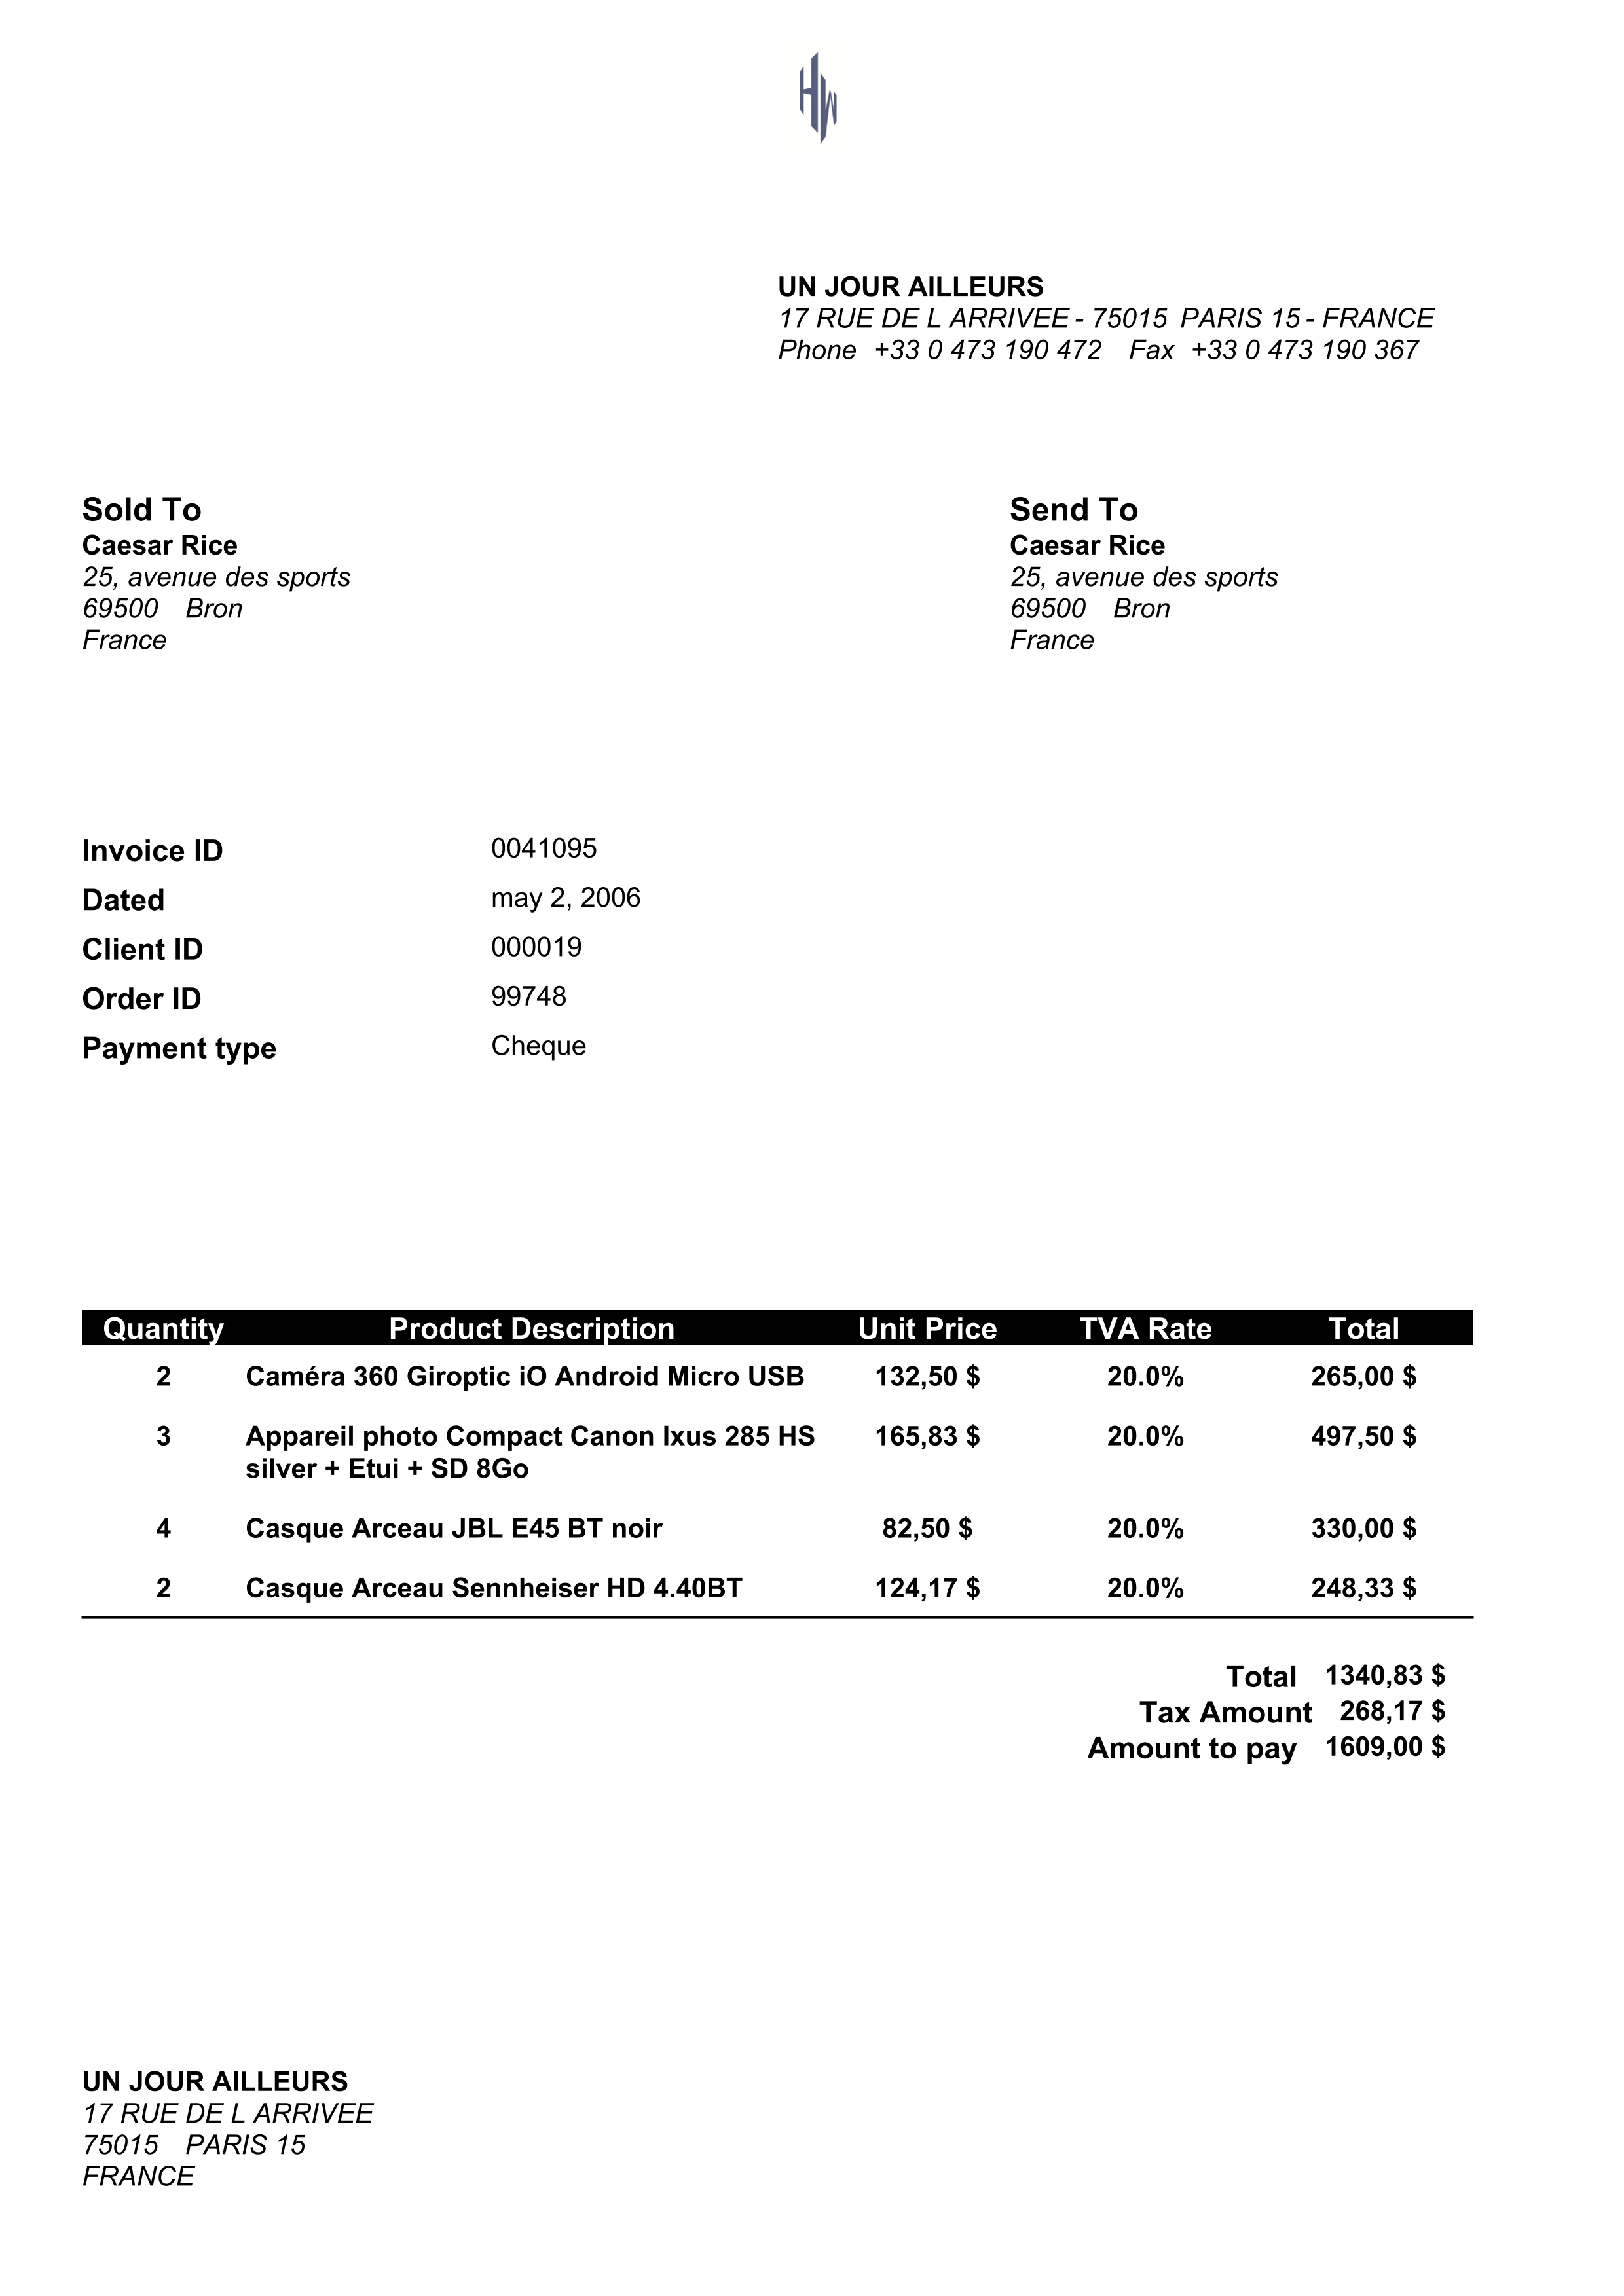 HW
UN JOUR AILLEURS
17 RUE DE L ARRIVEE - 75015 PARIS 15 - FRANCE
Phone +33 0 473 190 472 Fax +33 0 473 190 367
Sold To
Caesar Rice
25, avenue des sports
69500 Bron
France
Send To
Caesar Rice
25, avenue des sports
69500 Bron
France
Invoice ID 0041095
Dated may 2, 2006
Client ID 000019
Order ID 99748
Payment type Cheque
Quantity Product Description Unit Price TVA Rate Total
2 Caméra 360 Giroptic iO Android Micro USB 132,50 $ 20.0% 265,00 $
3 Appareil photo Compact Canon Ixus 285 HS 165,83 $ 20.0% 497,50 $
silver + Etui + SD 8Go
4 Casque Arceau JBL E45 BT noir 82,50 $ 20.0% 330,00 $
2 Casque Arceau Sennheiser HD 4.40BT 124,17 $ 20.0% 248,33 $
Total 1340,83 $
Tax Amount 268,17 $
Amount to pay 1609,00 $
UN JOUR AILLEURS
17 RUE DE L ARRIVEE
75015 PARIS 15
FRANCE